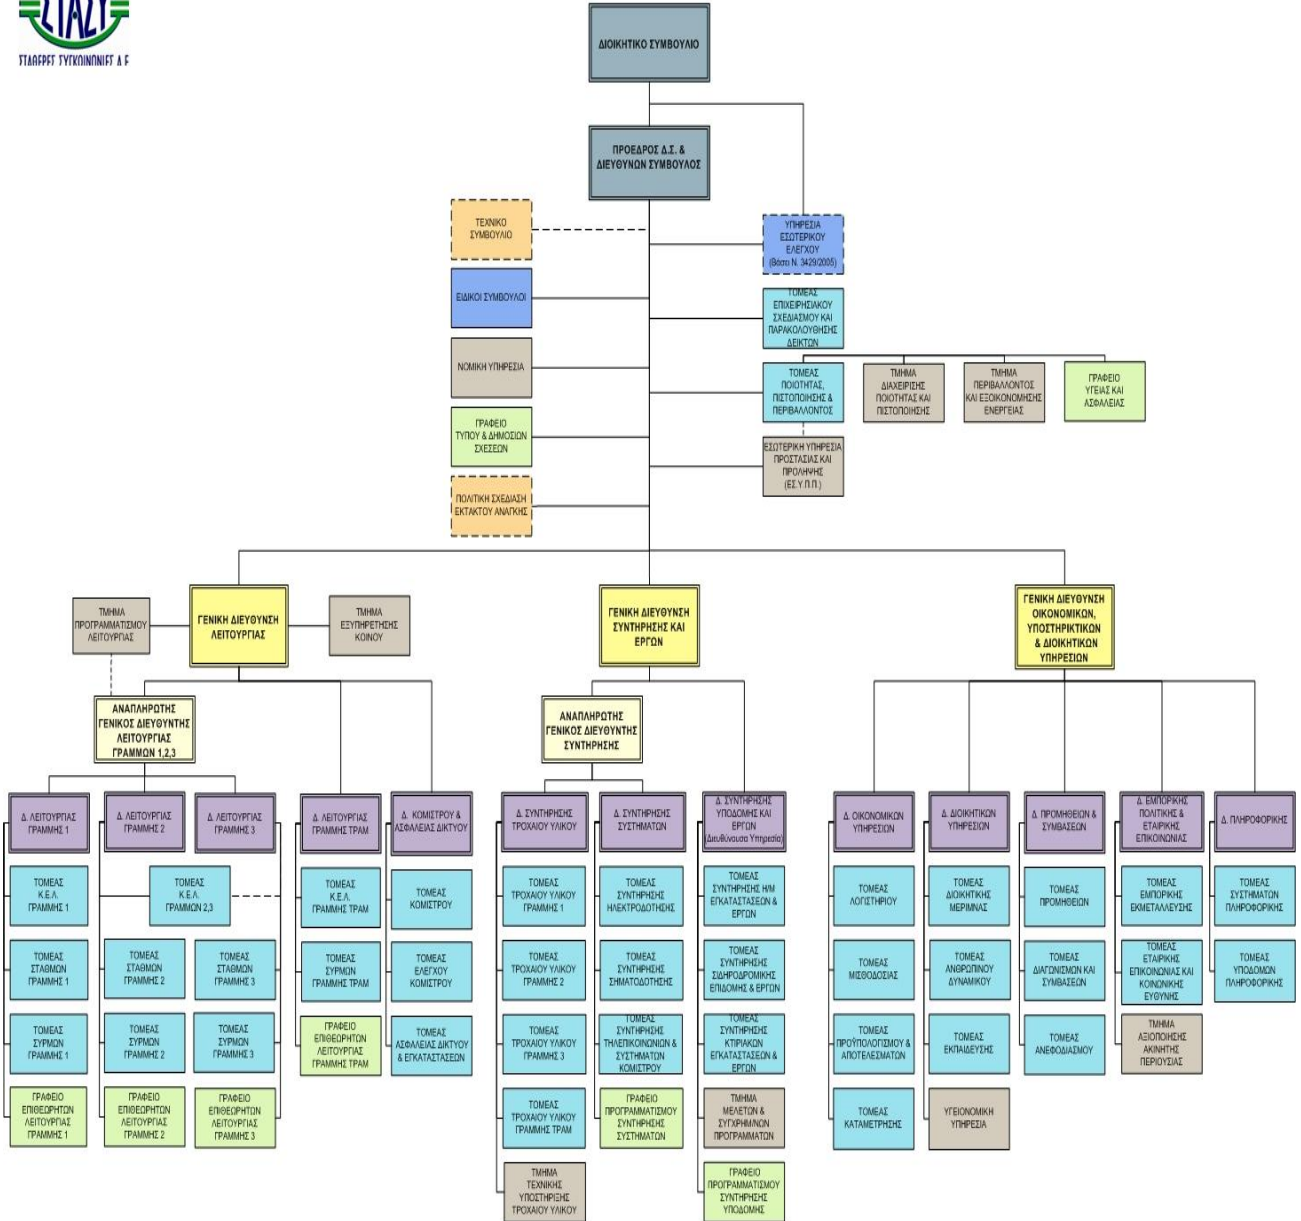 ΣΤΑΣΥ
ΣΤΑΘΕΡΕΣ ΣΥΓΚΟΙΝΩΝΙΕΣ Α.Ε
ΔΙΟΙΚΗΤΙΚΟ ΣΥΜΒΟΥΛΙΟ
ΠΡΟΕΔΡΟΣ Δ.Σ. &
ΔΙΕΥΘΥΝΩΝ ΣΥΜΒΟΥΛΟΣ
ΤΕΧΝΙΚΟ
ΣΥΜΒΟΥΛΙΟ
ΥΠΗΡΕΣΙΑ
ΕΣΩΤΕΡΙΚΟΥ
ΕΛΕΓΧΟΥ
(Βάσει Ν. 3429/2005)
ΕΙΔΙΚΟΙ ΣΥΜΒΟΥΛΟΙ
ΤΟΜΕΑΣ
ΕΠΙΧΕΙΡΗΣΙΑΚΟΥ
ΣΧΕΔΙΑΣΜΟΥ ΚΑΙ
ΠΑΡΑΚΟΛΟΥΘΗΣΗΣ
ΔΕΙΚΤΩΝ
ΝΟΜΙΚΗ ΥΠΗΡΕΣΙΑ
ΤΟΜΕΑΣ
ΠΟΙΟΤΗΤΑΣ,
ΠΙΣΤΟΠΟΙΗΣΗΣ &
ΠΕΡΙΒΑΛΛΟΝΤΟΣ
ΤΜΗΜΑ
ΔΙΑΧΕΙΡΙΣΗΣ
ΠΟΙΟΤΗΤΑΣ ΚΑΙ
ΠΙΣΤΟΠΟΙΗΣΗΣ
ΤΜΗΜΑ
ΠΕΡΙΒΑΛΛΟΝΤΟΣ
ΚΑΙ ΕΞΟΙΚΟΝΟΜΗΣΗΣ
ΕΝΕΡΓΕΙΑΣ
ΓΡΑΦΕΙΟ
ΥΓΕΙΑΣ ΚΑΙ
ΑΣΦΑΛΕΙΑΣ
ΓΡΑΦΕΙΟ
ΤΥΠΟΥ & ΔΗΜΟΣΙΩΝ
ΣΧΕΣΕΩΝ
ΕΣΩΤΕΡΙΚΗ ΥΠΗΡΕΣΙΑ
ΠΡΟΣΤΑΣΙΑΣ ΚΑΙ
ΠΡΟΛΗΨΗΣ
(ΕΣ.Υ.Π.Π.)
ΠΟΛΙΤΙΚΗ ΣΧΕΔΙΑΣΗ
ΕΚΤΑΚΤΟΥ ΑΝΑΓΚΗΣ
ΤΜΗΜΑ
ΠΡΟΓΡΑΜΜΑΤΙΣΜΟΥ
ΛΕΙΤΟΥΡΓΙΑΣ
ΓΕΝΙΚΗ ΔΙΕΥΘΥΝΣΗ
ΛΕΙΤΟΥΡΓΙΑΣ
ΤΜΗΜΑ
ΕΞΥΠΗΡΕΤΗΣΗΣ
ΚΟΙΝΟΥ
ΓΕΝΙΚΗ ΔΙΕΥΘΥΝΣΗ
ΣΥΝΤΗΡΗΣΗΣ ΚΑΙ
ΕΡΓΩΝ
ΓΕΝΙΚΗ ΔΙΕΥΘΥΝΣΗ
ΟΙΚΟΝΟΜΙΚΩΝ,
ΥΠΟΣΤΗΡΙΚΤΙΚΩΝ
& ΔΙΟΙΚΗΤΙΚΩΝ
ΥΠΗΡΕΣΙΩΝ
ΑΝΑΠΛΗΡΩΤΗΣ
ΓΕΝΙΚΟΣ ΔΙΕΥΘΥΝΤΗΣ
ΛΕΙΤΟΥΡΓΙΑΣ
ΓΡΑΜΜΩΝ 1,2,3
ΑΝΑΠΛΗΡΩΤΗΣ
ΓΕΝΙΚΟΣ ΔΙΕΥΘΥΝΤΗΣ
ΣΥΝΤΗΡΗΣΗΣ
Δ. ΛΕΙΤΟΥΡΓΙΑΣ
ΓΡΑΜΜΗΣ 1
Δ. ΛΕΙΤΟΥΡΓΙΑΣ
ΓΡΑΜΜΗΣ 2
Δ. ΛΕΙΤΟΥΡΓΙΑΣ
ΓΡΑΜΜΗΣ 3
Δ. ΛΕΙΤΟΥΡΓΙΑΣ
ΓΡΑΜΜΗΣ ΤΡΑΜ
Δ. ΚΟΜΙΣΤΡΟΥ &
ΑΣΦΑΛΕΙΑΣ ΔΙΚΤΥΟΥ
Δ. ΣΥΝΤΗΡΗΣΗΣ
ΤΡΟΧΑΙΟΥ ΥΛΙΚΟΥ
Δ. ΣΥΝΤΗΡΗΣΗΣ
ΣΥΣΤΗΜΑΤΩΝ
Δ. ΣΥΝΤΗΡΗΣΗΣ
ΥΠΟΔΟΜΗΣ ΚΑΙ
ΕΡΓΩΝ
(Διευθύνουσα Υπηρεσία)
Δ. ΟΙΚΟΝΟΜΙΚΩΝ
ΥΠΗΡΕΣΙΩΝ
Δ. ΔΙΟΙΚΗΤΙΚΩΝ
ΥΠΗΡΕΣΙΩΝ
Δ. ΠΡΟΜΗΘΕΙΩΝ &
ΣΥΜΒΑΣΕΩΝ
Δ. ΕΜΠΟΡΙΚΗΣ
ΠΟΛΙΤΙΚΗΣ &
ΕΤΑΙΡΙΚΗΣ
ΕΠΙΚΟΙΝΩΝΙΑΣ
Δ. ΠΛΗΡΟΦΟΡΙΚΗΣ
ΤΟΜΕΑΣ
Κ.Ε.Λ.
ΓΡΑΜΜΗΣ 1
ΤΟΜΕΑΣ
Κ.Ε.Λ.
ΓΡΑΜΜΩΝ 2,3
ΤΟΜΕΑΣ
Κ.Ε.Λ.
ΓΡΑΜΜΗΣ ΤΡΑΜ
ΤΟΜΕΑΣ
ΚΟΜΙΣΤΡΟΥ
ΤΟΜΕΑΣ
ΤΡΟΧΑΙΟΥ ΥΛΙΚΟΥ
ΓΡΑΜΜΗΣ 1
ΤΟΜΕΑΣ
ΣΥΝΤΗΡΗΣΗΣ
ΗΛΕΚΤΡΟΔΟΤΗΣΗΣ
ΤΟΜΕΑΣ
ΣΥΝΤΗΡΗΣΗΣ Η/Μ
ΕΓΚΑΤΑΣΤΑΣΕΩΝ &
ΕΡΓΩΝ
ΤΟΜΕΑΣ
ΛΟΓΙΣΤΗΡΙΟΥ
ΤΟΜΕΑΣ
ΔΙΟΙΚΗΤΙΚΗΣ
ΜΕΡΙΜΝΑΣ
ΤΟΜΕΑΣ
ΠΡΟΜΗΘΕΙΩΝ
ΤΟΜΕΑΣ
ΕΜΠΟΡΙΚΗΣ
ΕΚΜΕΤΑΛΛΕΥΣΗΣ
ΤΟΜΕΑΣ
ΣΥΣΤΗΜΑΤΩΝ
ΠΛΗΡΟΦΟΡΙΚΗΣ
ΤΟΜΕΑΣ
ΣΤΑΘΜΩΝ
ΓΡΑΜΜΗΣ 1
ΤΟΜΕΑΣ
ΣΤΑΘΜΩΝ
ΓΡΑΜΜΗΣ 2
ΤΟΜΕΑΣ
ΣΤΑΘΜΩΝ
ΓΡΑΜΜΗΣ 3
ΤΟΜΕΑΣ
ΣΥΡΜΩΝ
ΓΡΑΜΜΗΣ ΤΡΑΜ
ΤΟΜΕΑΣ
ΕΛΕΓΧΟΥ
ΚΟΜΙΣΤΡΟΥ
ΤΟΜΕΑΣ
ΤΡΟΧΑΙΟΥ ΥΛΙΚΟΥ
ΓΡΑΜΜΗΣ 2
ΤΟΜΕΑΣ
ΣΥΝΤΗΡΗΣΗΣ
ΣΗΜΑΤΟΔΟΤΗΣΗΣ
ΤΟΜΕΑΣ
ΣΥΝΤΗΡΗΣΗΣ
ΣΙΔΗΡΟΔΡΟΜΙΚΗΣ
ΕΠΙΔΟΜΗΣ & ΕΡΓΩΝ
ΤΟΜΕΑΣ
ΜΙΣΘΟΔΟΣΙΑΣ
ΤΟΜΕΑΣ
ΑΝΘΡΩΠΙΝΟΥ
ΔΥΝΑΜΙΚΟΥ
ΤΟΜΕΑΣ
ΔΙΑΓΩΝΙΣΜΩΝ ΚΑΙ
ΣΥΜΒΑΣΕΩΝ
ΤΟΜΕΑΣ
ΕΤΑΙΡΙΚΗΣ
ΕΠΙΚΟΙΝΩΝΙΑΣ ΚΑΙ
ΚΟΙΝΩΝΙΚΗΣ
ΕΥΘΥΝΗΣ
ΤΟΜΕΑΣ
ΥΠΟΔΟΜΩΝ
ΠΛΗΡΟΦΟΡΙΚΗΣ
ΤΟΜΕΑΣ
ΣΥΡΜΩΝ
ΓΡΑΜΜΗΣ 1
ΤΟΜΕΑΣ
ΣΥΡΜΩΝ
ΓΡΑΜΜΗΣ 2
ΤΟΜΕΑΣ
ΣΥΡΜΩΝ
ΓΡΑΜΜΗΣ 3
ΓΡΑΦΕΙΟ
ΕΠΙΘΕΩΡΗΤΩΝ
ΛΕΙΤΟΥΡΓΙΑΣ
ΓΡΑΜΜΗΣ ΤΡΑΜ
ΤΟΜΕΑΣ
ΑΣΦΑΛΕΙΑΣ ΔΙΚΤΥΟΥ
& ΕΓΚΑΤΑΣΤΑΣΕΩΝ
ΤΟΜΕΑΣ
ΤΡΟΧΑΙΟΥ ΥΛΙΚΟΥ
ΓΡΑΜΜΗΣ 3
ΤΟΜΕΑΣ
ΣΥΝΤΗΡΗΣΗΣ
ΤΗΛΕΠΙΚΟΙΝΩΝΙΩΝ &
ΣΥΣΤΗΜΑΤΩΝ
ΚΟΜΙΣΤΡΟΥ
ΤΟΜΕΑΣ
ΣΥΝΤΗΡΗΣΗΣ
ΚΤΙΡΙΑΚΩΝ
ΕΓΚΑΤΑΣΤΑΣΕΩΝ &
ΕΡΓΩΝ
ΤΟΜΕΑΣ
ΠΡΟΫΠΟΛΟΓΙΣΜΟΥ &
ΑΠΟΤΕΛΕΣΜΑΤΩΝ
ΤΟΜΕΑΣ
ΕΚΠΑΙΔΕΥΣΗΣ
ΤΟΜΕΑΣ
ΑΝΕΦΟΔΙΑΣΜΟΥ
ΤΜΗΜΑ
ΑΞΙΟΠΟΙΗΣΗΣ
ΑΚΙΝΗΤΗΣ
ΠΕΡΙΟΥΣΙΑΣ
ΓΡΑΦΕΙΟ
ΕΠΙΘΕΩΡΗΤΩΝ
ΛΕΙΤΟΥΡΓΙΑΣ
ΓΡΑΜΜΗΣ 1
ΓΡΑΦΕΙΟ
ΕΠΙΘΕΩΡΗΤΩΝ
ΛΕΙΤΟΥΡΓΙΑΣ
ΓΡΑΜΜΗΣ 2
ΓΡΑΦΕΙΟ
ΕΠΙΘΕΩΡΗΤΩΝ
ΛΕΙΤΟΥΡΓΙΑΣ
ΓΡΑΜΜΗΣ 3
ΤΟΜΕΑΣ
ΤΡΟΧΑΙΟΥ ΥΛΙΚΟΥ
ΓΡΑΜΜΗΣ ΤΡΑΜ
ΓΡΑΦΕΙΟ
ΠΡΟΓΡΑΜΜΑΤΙΣΜΟΥ
ΣΥΝΤΗΡΗΣΗΣ
ΣΥΣΤΗΜΑΤΩΝ
ΤΜΗΜΑ
ΜΕΛΕΤΩΝ &
ΣΥΓΧΡΗΜ/ΝΩΝ
ΠΡΟΓΡΑΜΜΑΤΩΝ
ΤΟΜΕΑΣ
ΚΑΤΑΜΕΤΡΗΣΗΣ
ΥΓΕΙΟΝΟΜΙΚΗ
ΥΠΗΡΕΣΙΑ
ΤΜΗΜΑ
ΤΕΧΝΙΚΗΣ
ΥΠΟΣΤΗΡΙΞΗΣ
ΤΡΟΧΑΙΟΥ ΥΛΙΚΟΥ
ΓΡΑΦΕΙΟ
ΠΡΟΓΡΑΜΜΑΤΙΣΜΟΥ
ΣΥΝΤΗΡΗΣΗΣ
ΥΠΟΔΟΜΗΣ